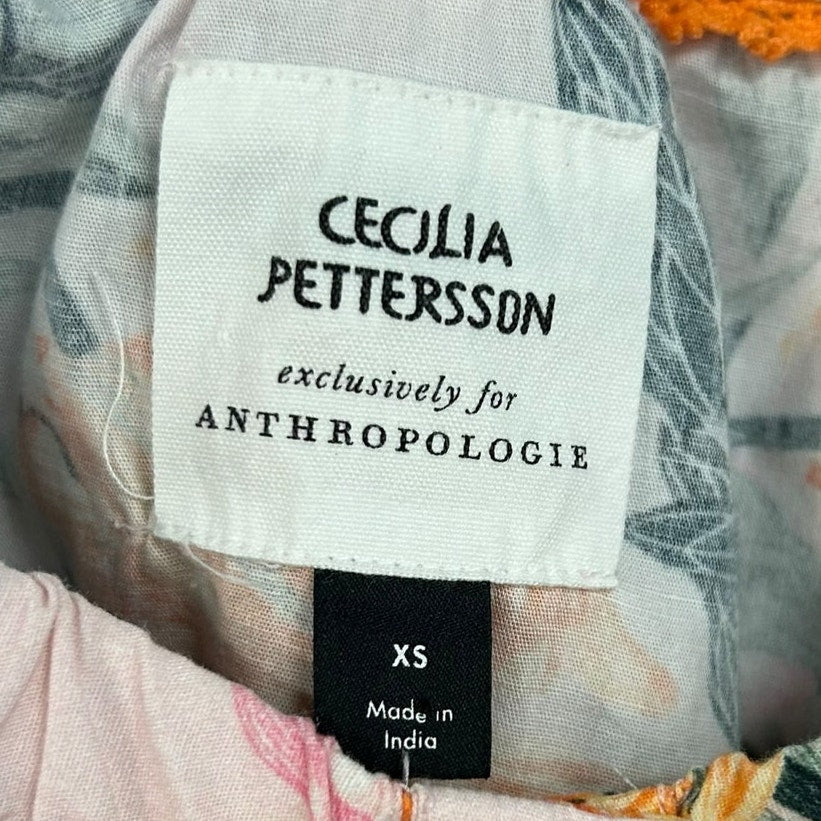 CECILIA
PETTERSSON
exclusively for
ANTHROPOLOGIE
XS
Made in
India